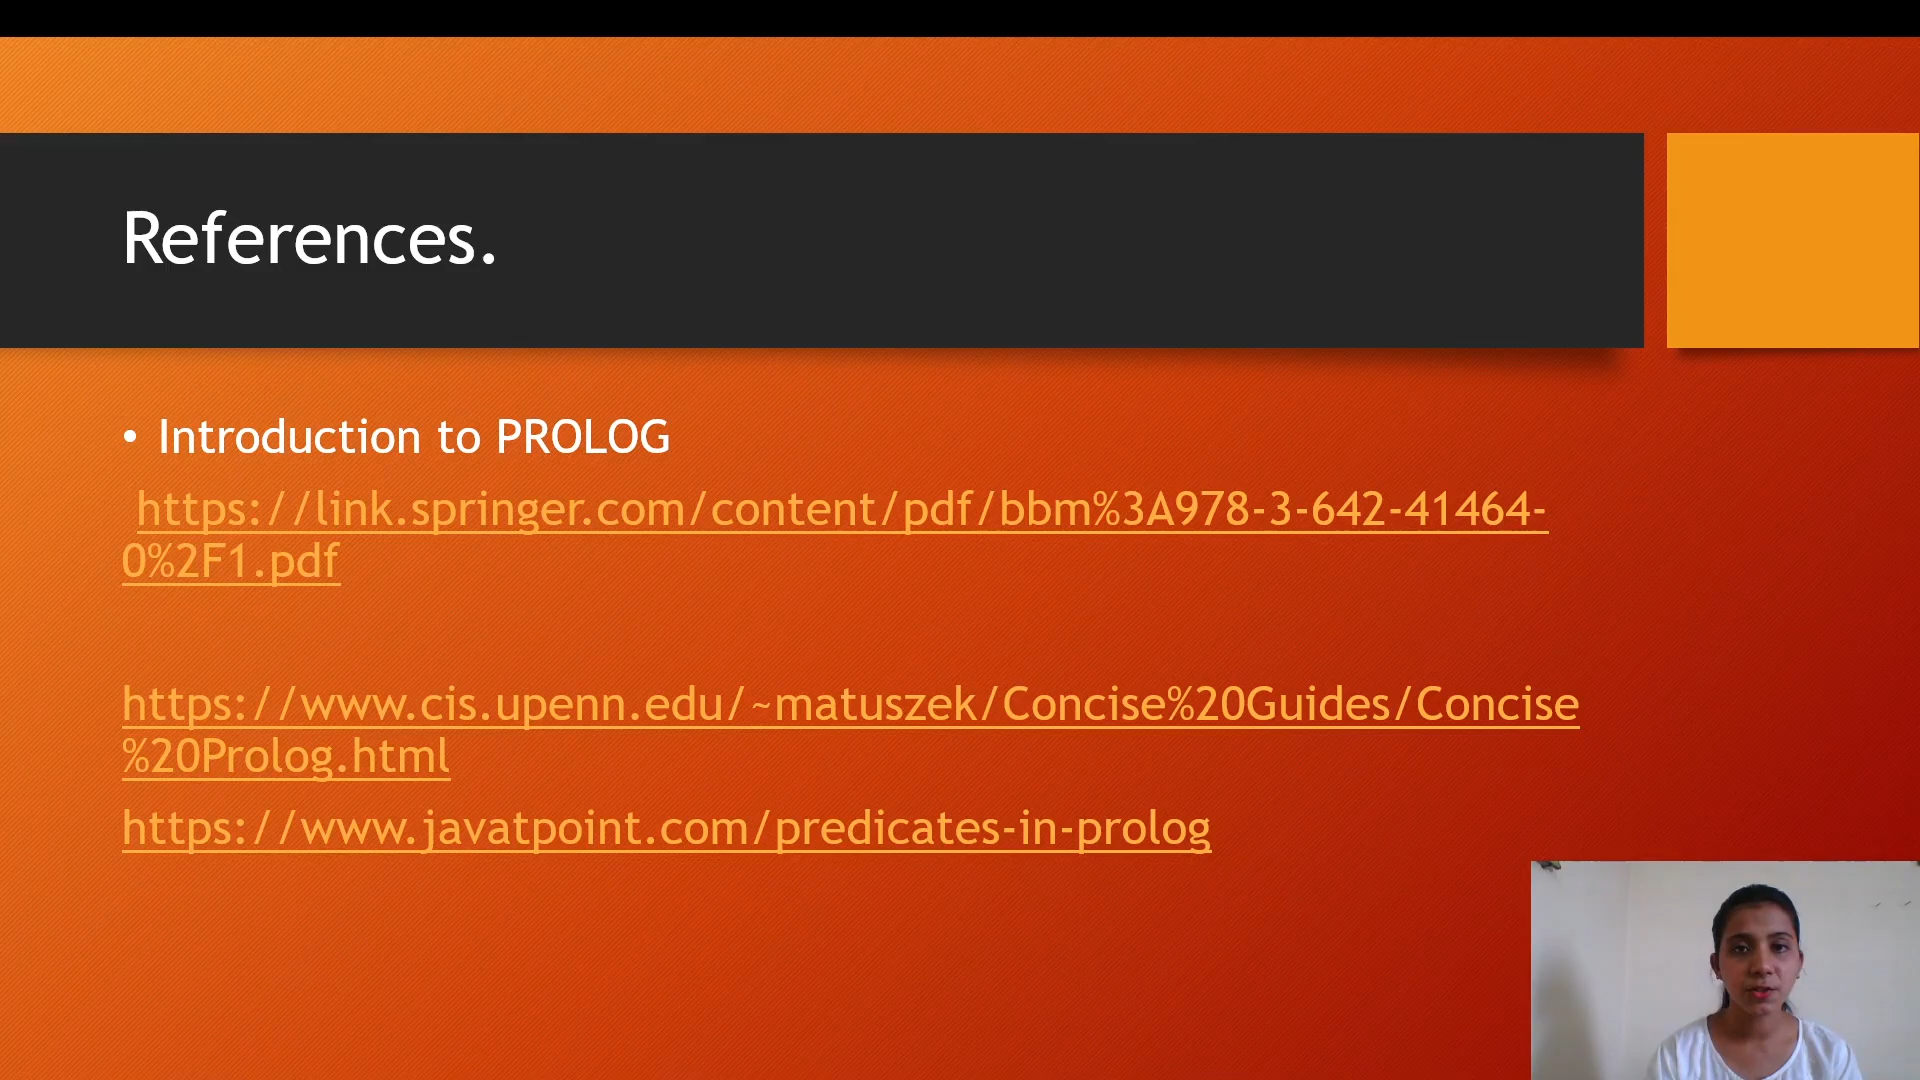 References.
• Introduction to PROLOG
https://link.springer.com/content/pdf/bbm%3A978-3-642-41464-
0%2F1.pdf
https://www.cis.upenn.edu/~matuszek/Concise%20Guides/Concise
%20Prolog.html
https://www.javatpoint.com/predicates-in-prolog